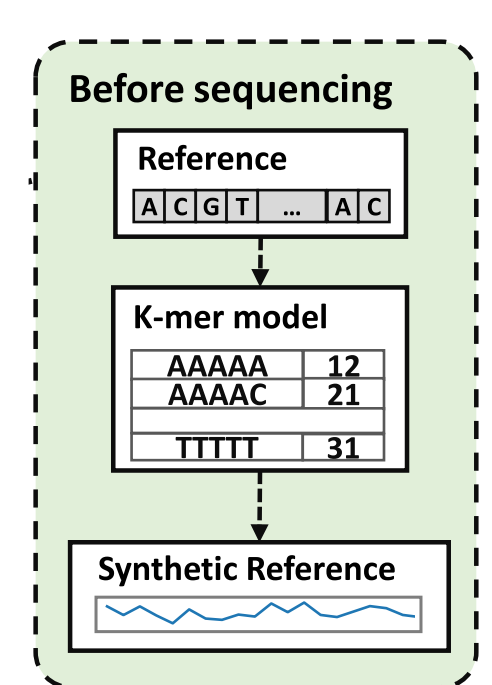 Before sequencing
Reference
A C G T ... A C
K-mer model
AAAAA 12
AAAAC 21
TTTTT 31
Synthetic Reference